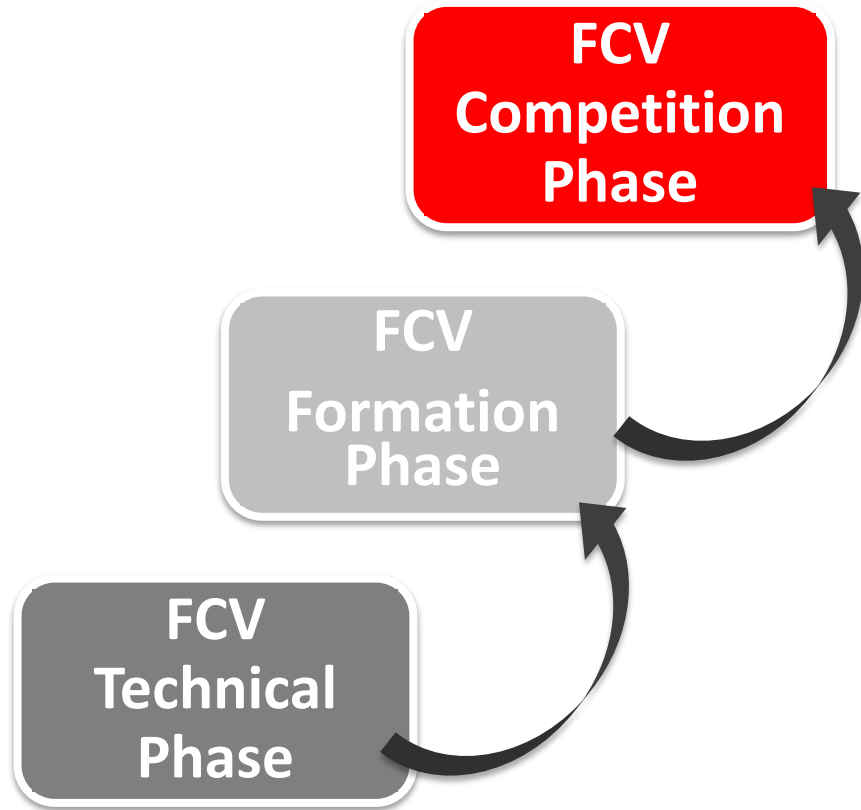 FCV
Competition
Phase
FCV
Formation
Phase
FCV
Technical
Phase